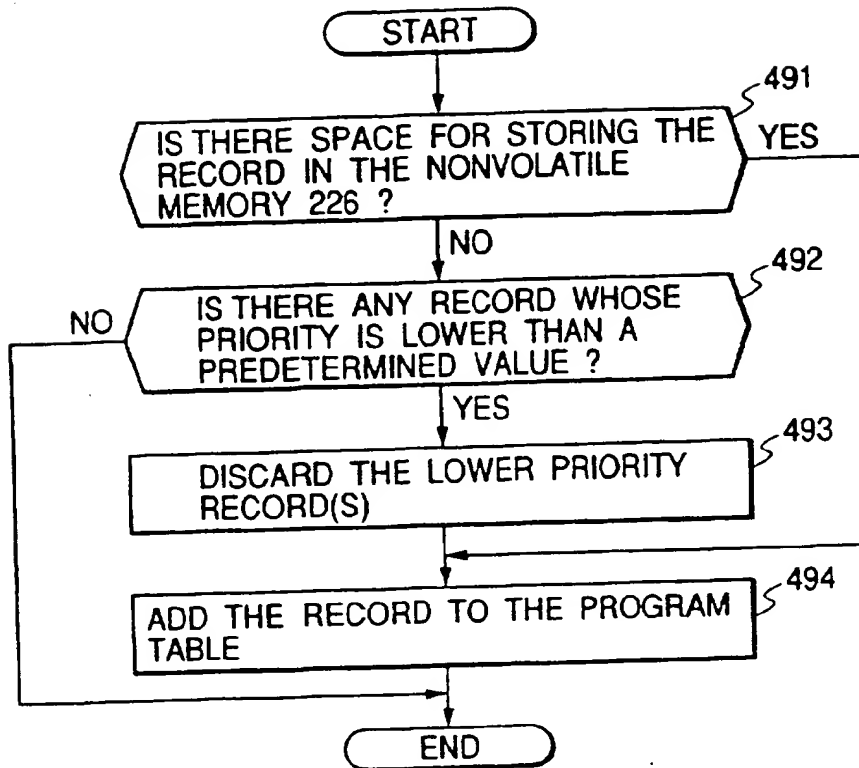 START
491
IS THERE SPACE FOR STORING THE
RECORD IN THE NONVOLATILE
MEMORY 226 ?
YES
NO
492
IS THERE ANY RECORD WHOSE
PRIORITY IS LOWER THAN A
PREDETERMINED VALUE ?
NO
YES
493
DISCARD THE LOWER PRIORITY
RECORD(S)
494
ADD THE RECORD TO THE PROGRAM
TABLE
END